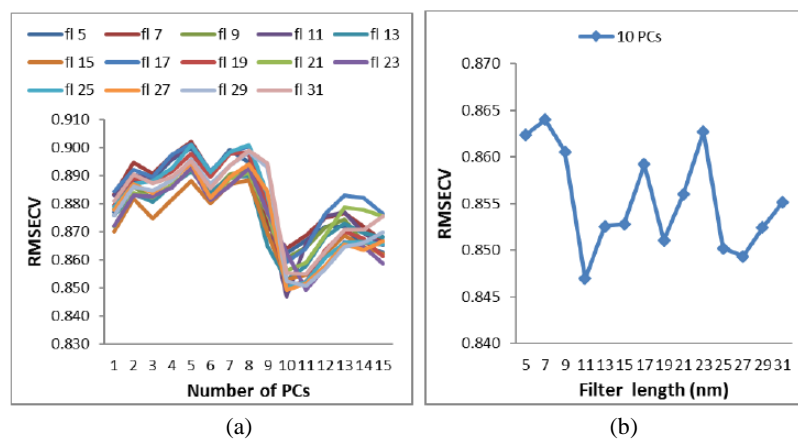 fl 5 fl 7 fl 9 fl 11 fl 13
fl 15 fl 17 fl 19 fl 21 fl 23
fl 25 fl 27 fl 29 fl 31
0.910
0.900
0.890
0.880
0.870
0.860
0.850
0.840
0.830
RMSECV
1 2 3 4 5 6 7 8 9 10 11 12 13 14 15
Number of PCs
(a)
10 PCs
0.870
0.865
0.860
0.855
0.850
0.845
0.840
RMSECV
5 7 9 11 13 15 17 19 21 23 25 27 29 31
Filter length (nm)
(b)